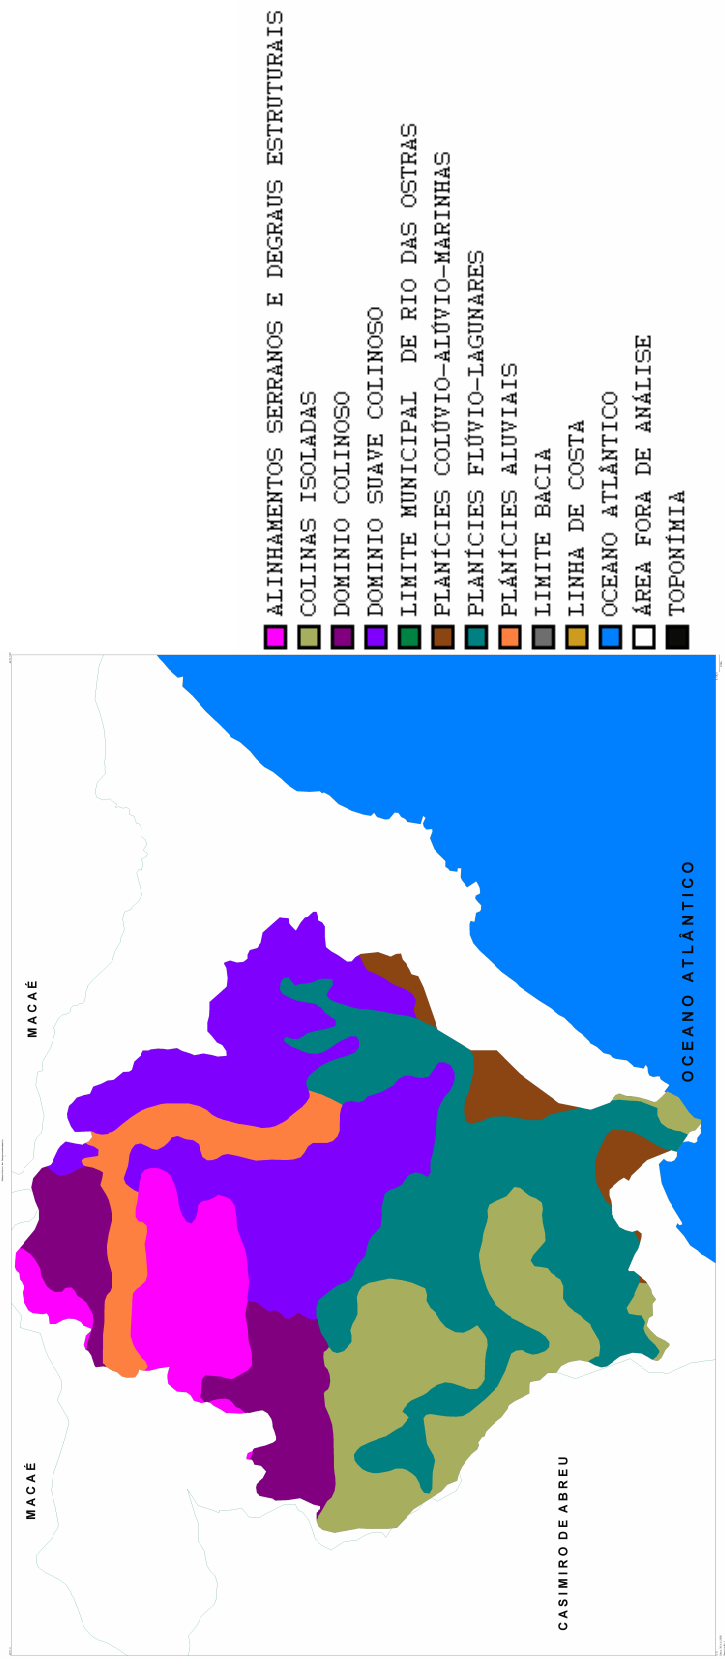 ALINHAMENTOS SERRANOS E DEGRAUS ESTRUTURAIS
COLINAS ISOLADAS
DOMINIO COLINOSO
DOMINIO SUAVE COLINOSO
LIMITE MUNICIPAL DE RIO DAS OSTRAS
PLANÍCIES COLÚVIO-ALÚVIO-MARINHAS
PLANÍCIES FLÚVIO-LAGUNARES
PLÁNÍCIES ALUVIAIS
LIMITE BACIA
LINHA DE COSTA
OCEANO ATLÂNTICO
ÁREA FORA DE ANÁLISE
TOPONÍMIA
MACAÉ
MACAÉ
CASIMIRO DE ABREU
OCEANO ATLÂNTICO